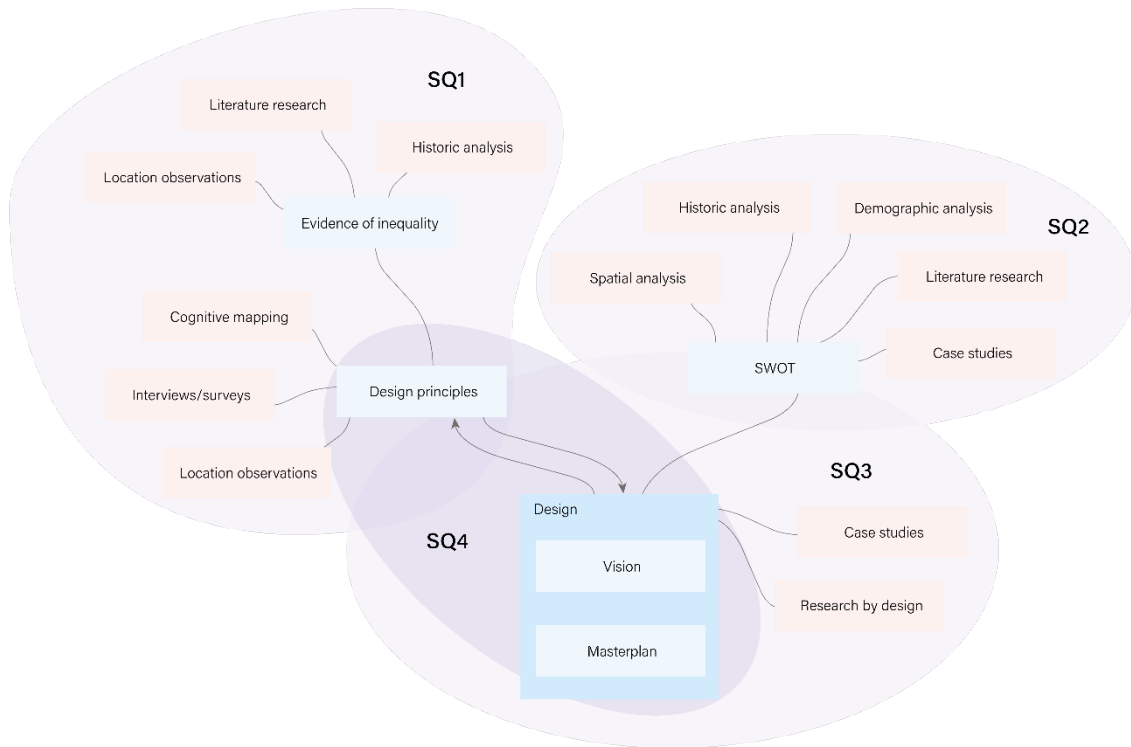 SQ1
Literature research
Historic analysis
Location observations
Evidence of inequality
Cognitive mapping
Interviews/surveys
Design principles
Location observations
SQ2
Historic analysis
Demographic analysis
Spatial analysis
Literature research
Case studies
SWOT
SQ3
SQ4
Design
Vision
Masterplan
Case studies
Research by design